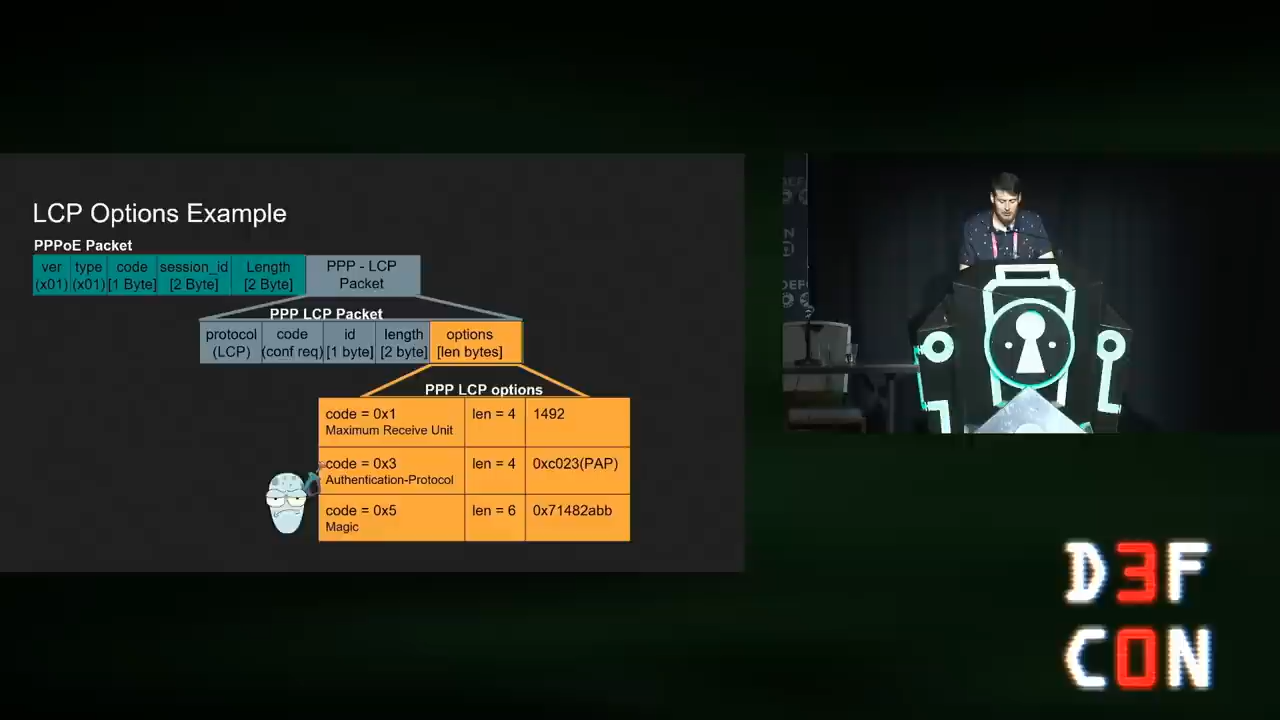 LCP Options Example
PPPoE Packet
ver type code session_id Length
(x01) (x01) [1 Byte] [2 Byte] [2 Byte]
PPP - LCP
Packet
PPP LCP Packet
protocol code id length options
(LCP) (conf req) [1 byte] [2 byte] [len bytes]
PPP LCP options
code = 0x1 len = 4 1492
Maximum Receive Unit
code = 0x3 len = 4 0xc023(PAP)
Authentication-Protocol
code = 0x5 len = 6 0x71482abb
Magic
D3F
C0N